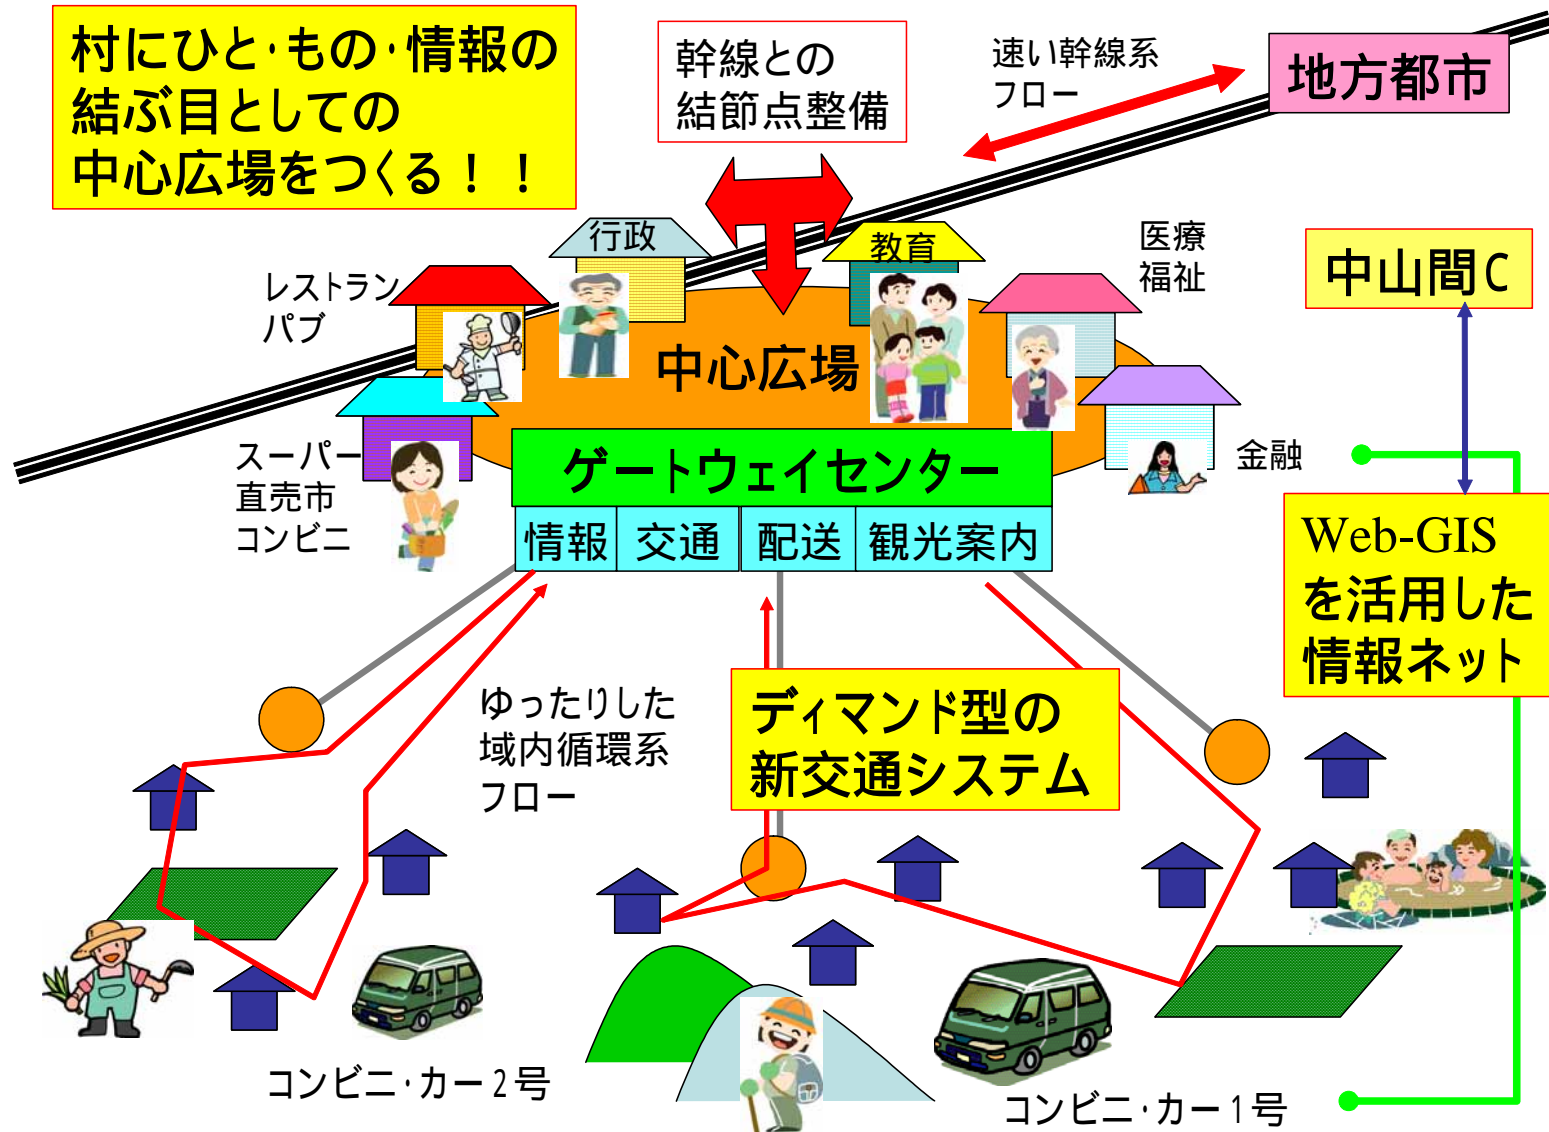 村にひと・もの・情報の
結ぶ目としての
中心広場をつくる！！
幹線との
結節点整備
速い幹線系
フロー
地方都市
行政
教育
医療
福祉
中山間C
レストラン
パブ
中心広場
スーパー
直売市
コンビニ
金融
ゲートウェイセンター
情報 交通 配送 観光案内
Web-GIS
を活用した
情報ネット
ゆったりした
域内循環系
フロー
ディマンド型の
新交通システム
コンビニ・カー2号
コンビニ・カー1号